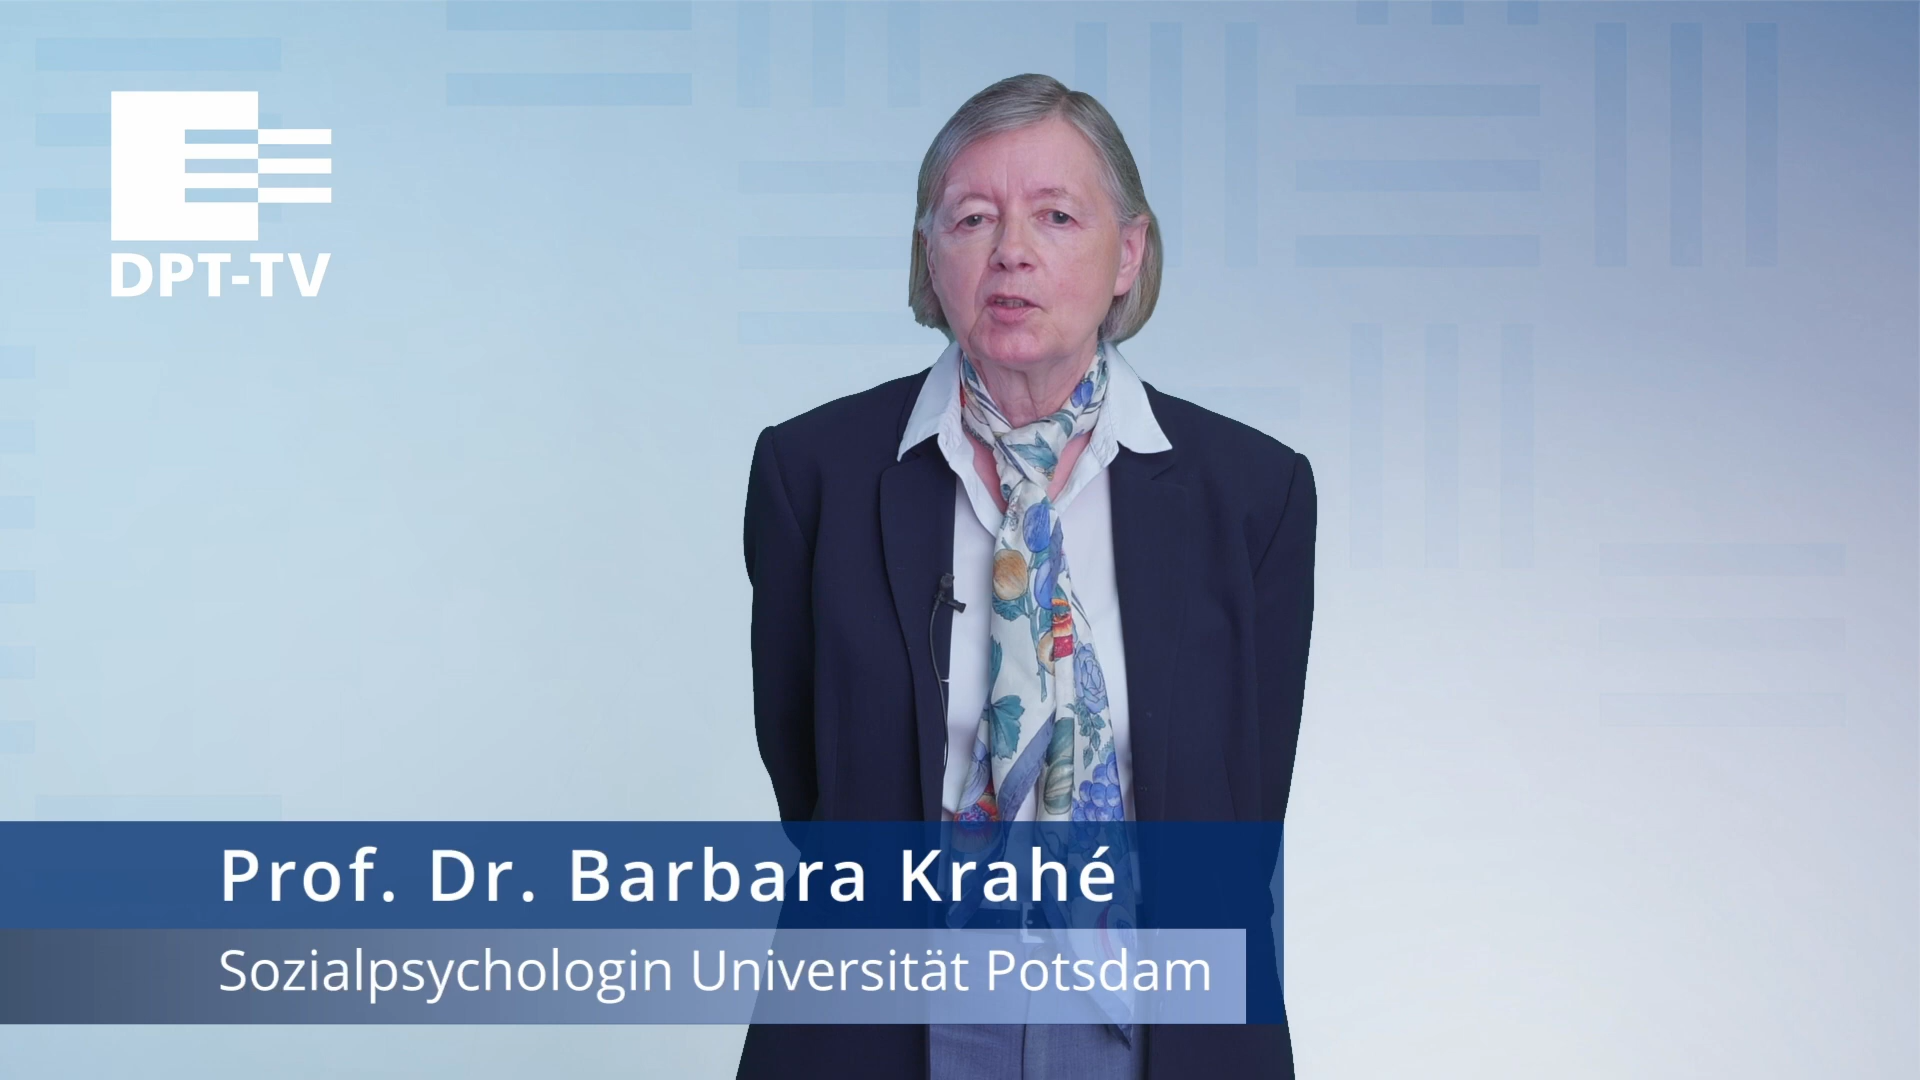 DPT-TV
Prof. Dr. Barbara Krahé
Sozialpsychologin Universität Potsdam